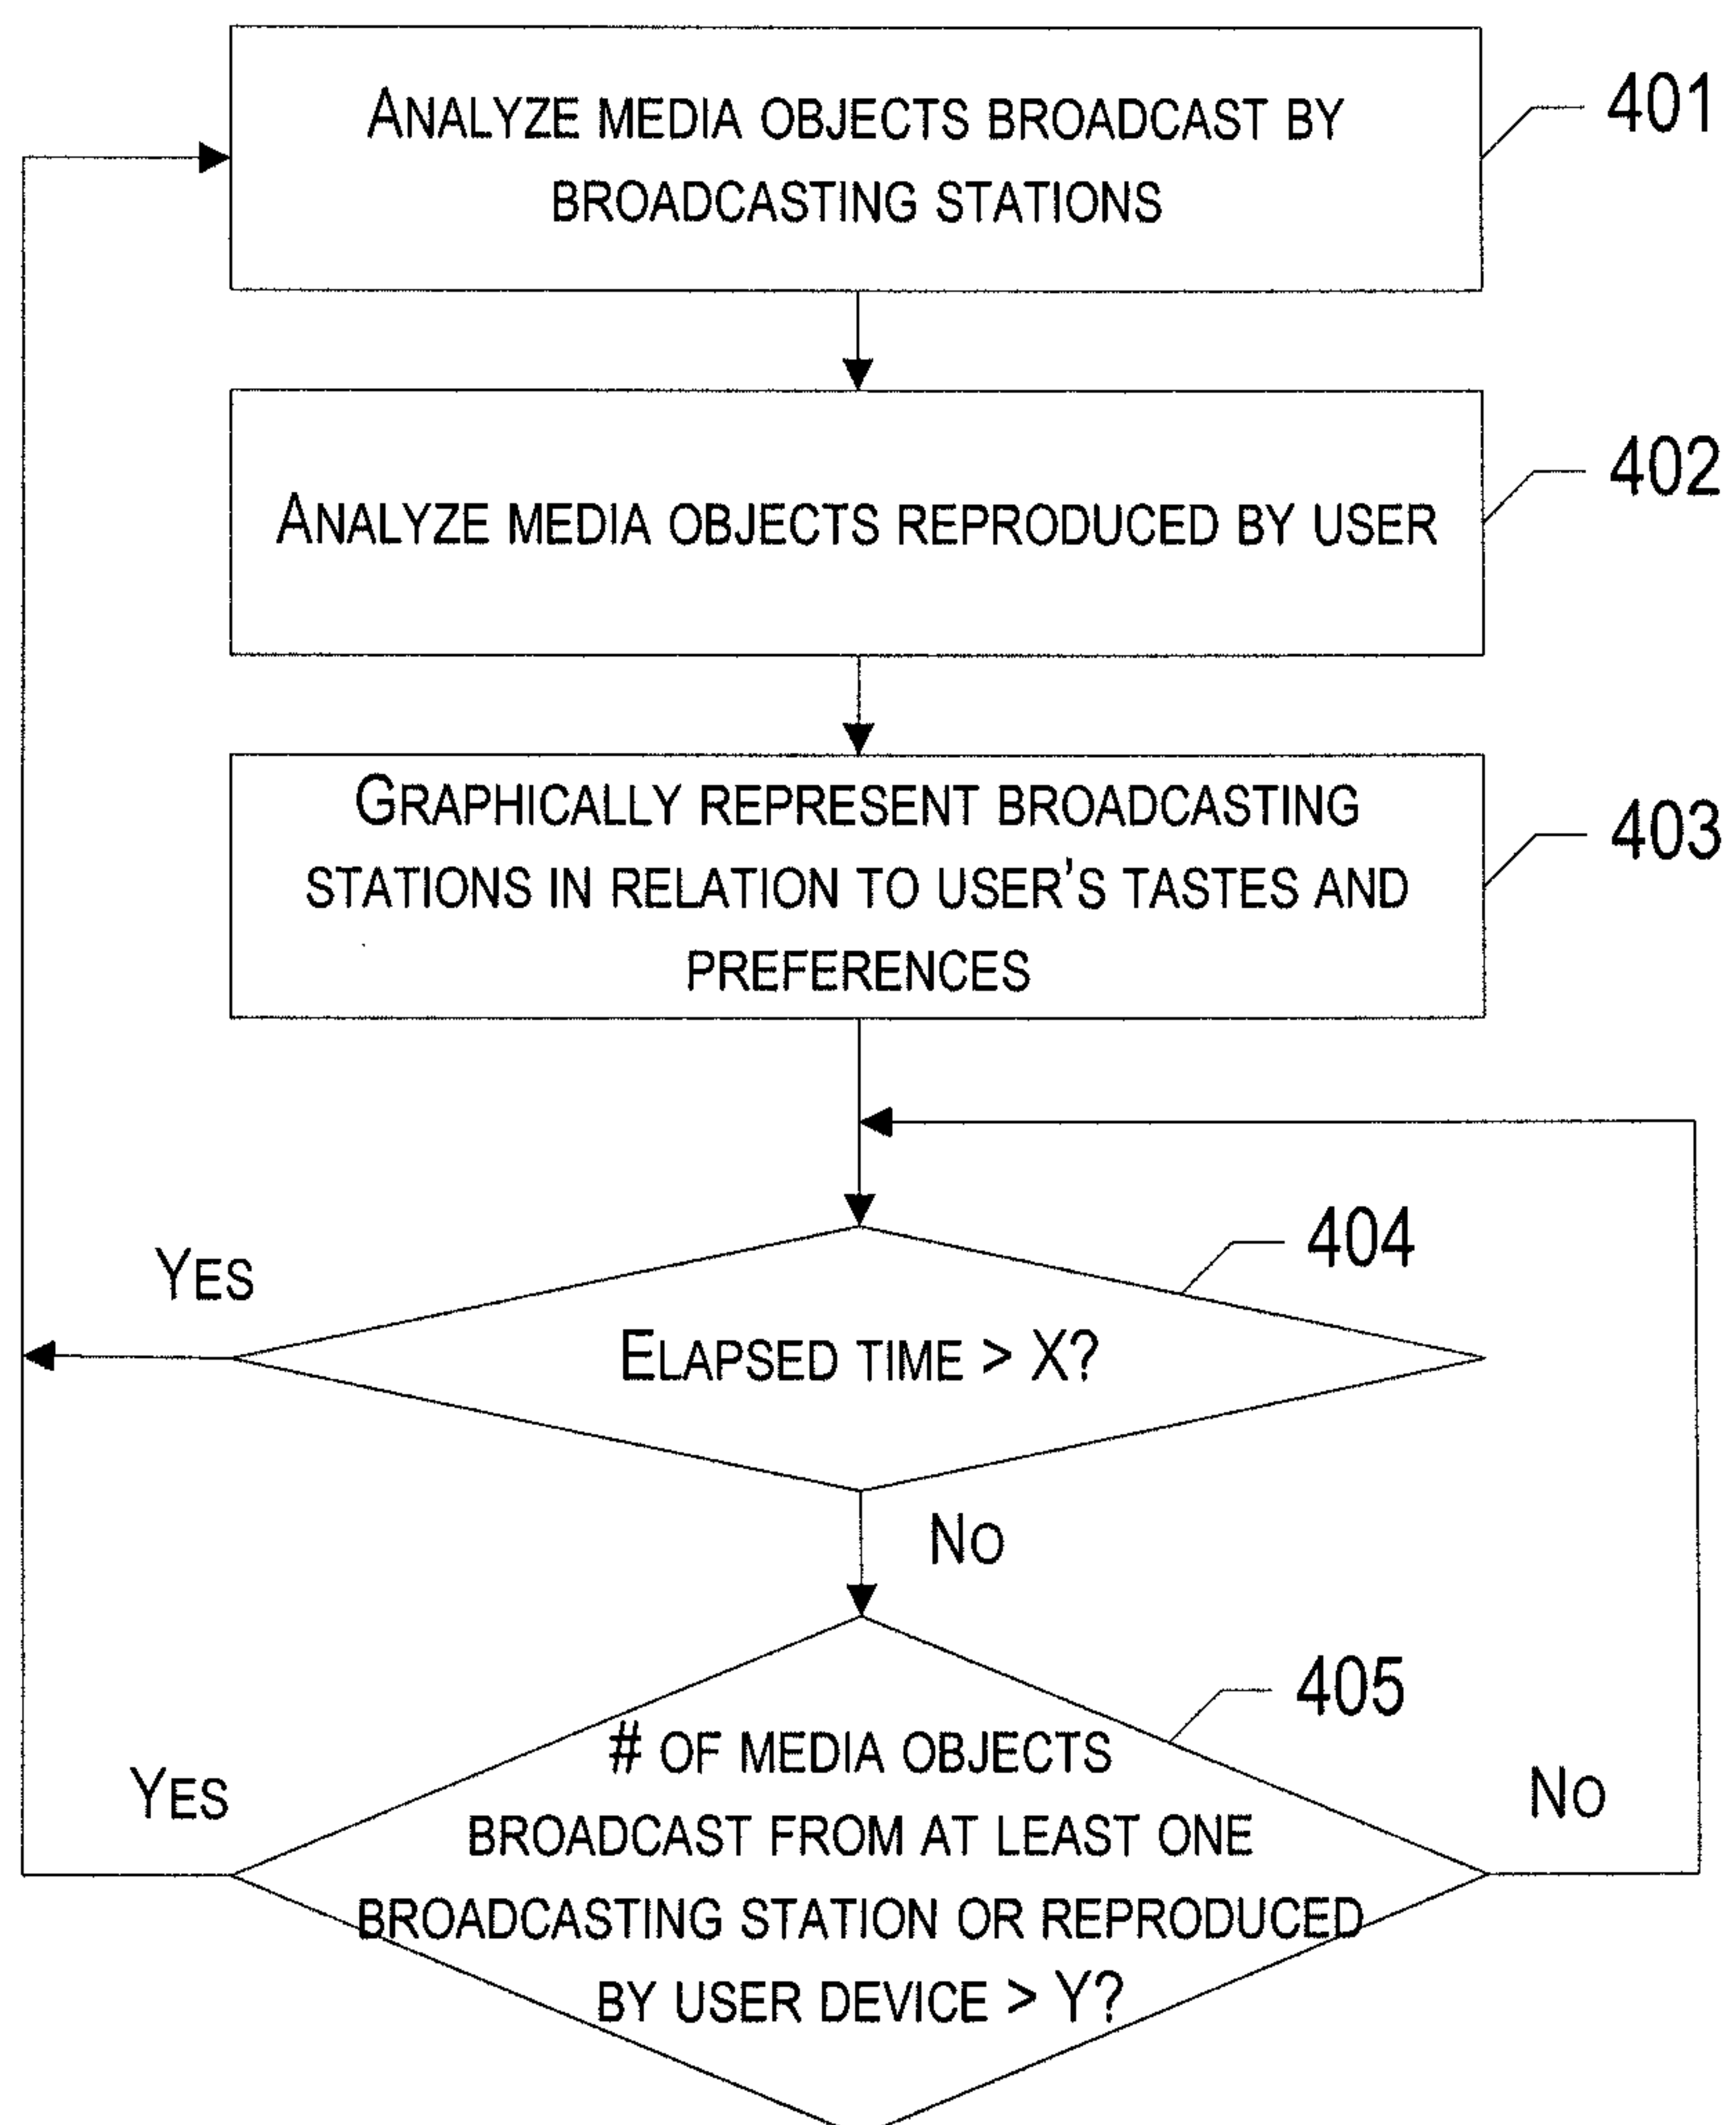 ANALYZE MEDIA OBJECTS BROADCAST BY
BROADCASTING STATIONS
401
ANALYZE MEDIA OBJECTS REPRODUCED BY USER
402
GRAPHICALLY REPRESENT BROADCASTING
STATIONS IN RELATION TO USER'S TASTES AND
PREFERENCES
403
404
YES
ELAPSED TIME > X?
NO
405
# OF MEDIA OBJECTS
BROADCAST FROM AT LEAST ONE
BROADCASTING STATION OR REPRODUCED
BY USER DEVICE > Y?
YES
NO